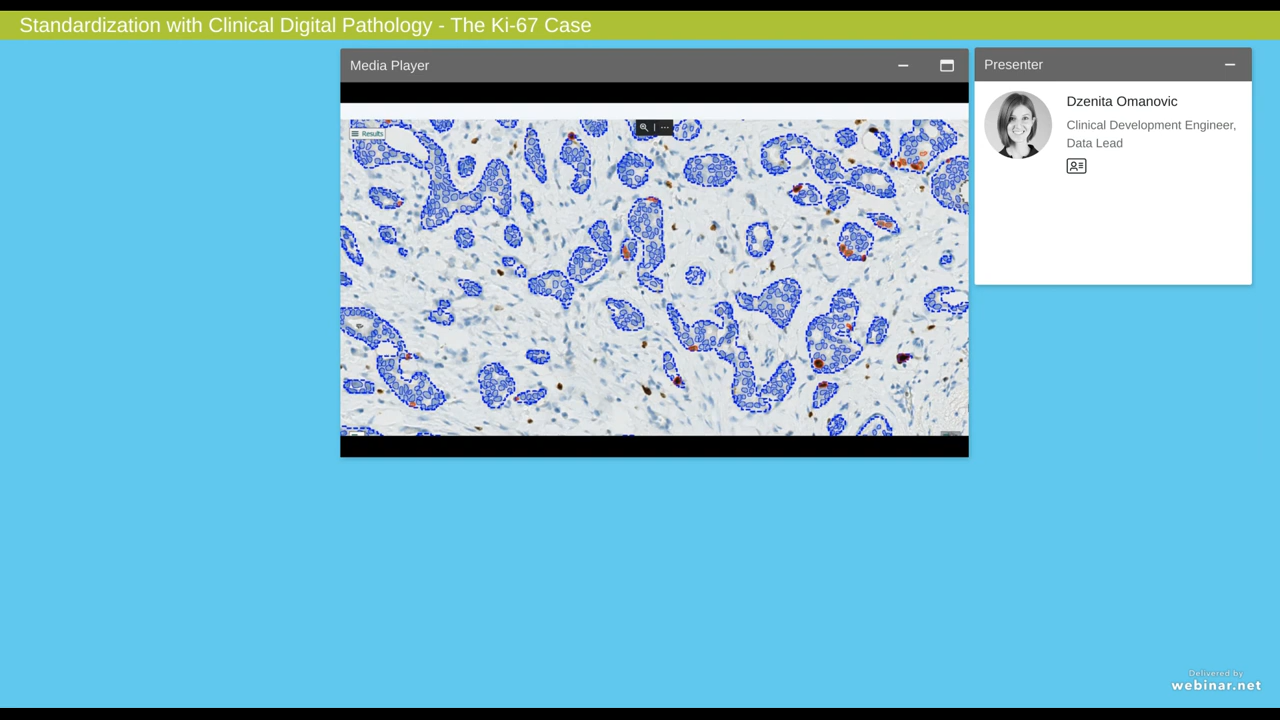 Standardization with Clinical Digital Pathology - The Ki-67 Case
Media Player
Results
Presenter
Dzenita Omanovic
Clinical Development Engineer,
Data Lead
Delivered by
webinar.net